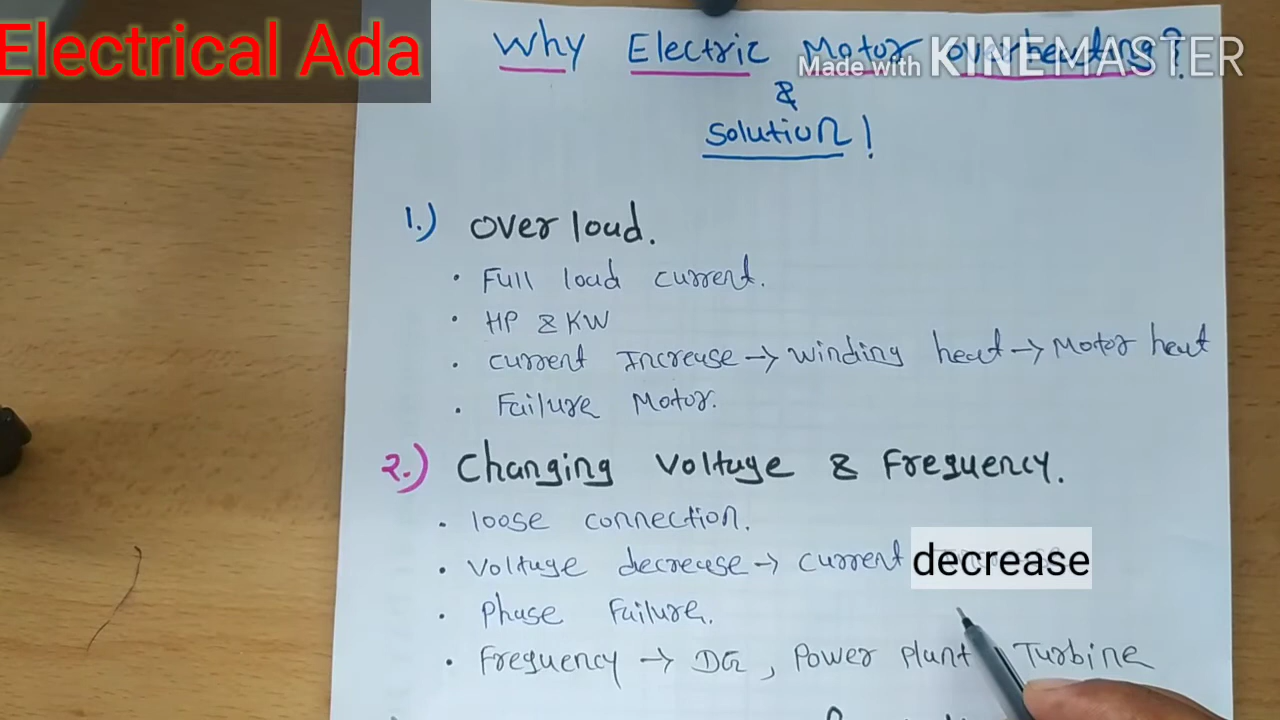 Electrical Ada
Why Electric Motor overheating?
Made with KINEMASTER
&
Solution!
1.) Over load.
• Full load current.
• HP & KW
• Current Increase → winding heat → Motor heat
• Failure Motor.
2.) Changing Voltage & Frequency.
• loose connection.
• Voltage decrease → current decrease
• Phase Failure.
• Frequency → DG, Power Plant Turbine